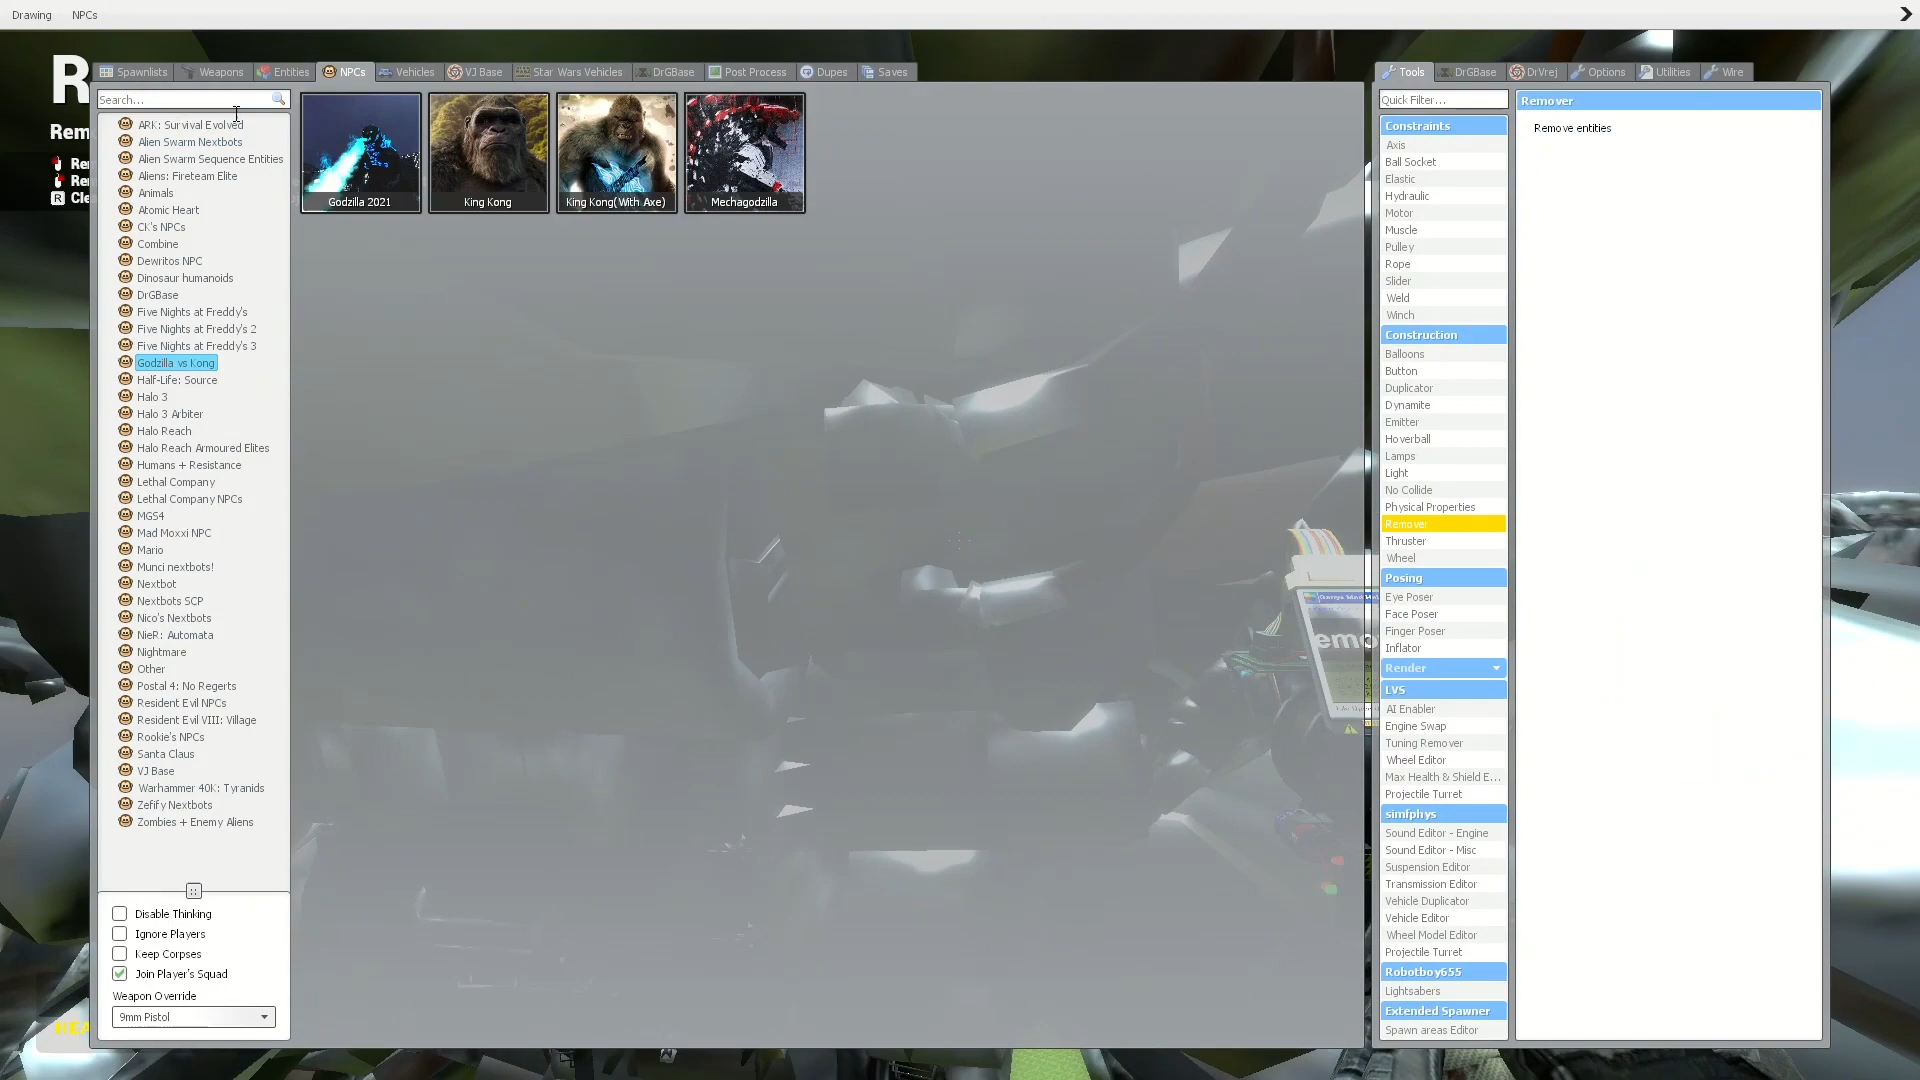 Drawing NPCs
R
Rem
Re
Re
R Cle
Spawnlists Weapons Entities NPCs Vehicles VJ Base Star Wars Vehicles DrGBase Post Process Dupes Saves
Search...
ARK: Survival Evolved
Alien Swarm Nextbots
Alien Swarm Sequence Entities
Aliens: Fireteam Elite
Animals
Atomic Heart
CK's NPCs
Combine
Dewritos NPC
Dinosaur humanoids
DrGBase
Five Nights at Freddy's
Five Nights at Freddy's 2
Five Nights at Freddy's 3
Godzilla vs Kong
Half-Life: Source
Halo 3
Halo 3 Arbiter
Halo Reach
Halo Reach Armoured Elites
Humans + Resistance
Lethal Company
Lethal Company NPCs
MGS4
Mad Moxxi NPC
Mario
Munci nextbots!
Nextbot
Nextbots SCP
Nico's Nextbots
NieR: Automata
Nightmare
Other
Postal 4: No Regerts
Resident Evil NPCs
Resident Evil VIII: Village
Rookie's NPCs
Santa Claus
VJ Base
Warhammer 40K: Tyranids
Zefify Nextbots
Zombies + Enemy Aliens
Disable Thinking
Ignore Players
Keep Corpses
Join Player's Squad
Weapon Override
9mm Pistol
HEA
Godzilla 2021 King Kong King Kong(With Axe) Mechagodzilla
emo
Tools DrGBase DrVrej Options Utilities Wire
Quick Filter...
Constraints
Axis
Ball Socket
Elastic
Hydraulic
Motor
Muscle
Pulley
Rope
Slider
Weld
Winch
Construction
Balloons
Button
Duplicator
Dynamite
Emitter
Hoverball
Lamps
Light
No Collide
Physical Properties
Remover
Thruster
Wheel
Posing
Eye Poser
Face Poser
Finger Poser
Inflator
Render
LVS
AI Enabler
Engine Swap
Tuning Remover
Wheel Editor
Max Health & Shield E...
Projectile Turret
simfphys
Sound Editor - Engine
Sound Editor - Misc
Suspension Editor
Transmission Editor
Vehicle Duplicator
Vehicle Editor
Wheel Model Editor
Projectile Turret
Robotboy655
Lightsabers
Extended Spawner
Spawn areas Editor
Remover
Remove entities